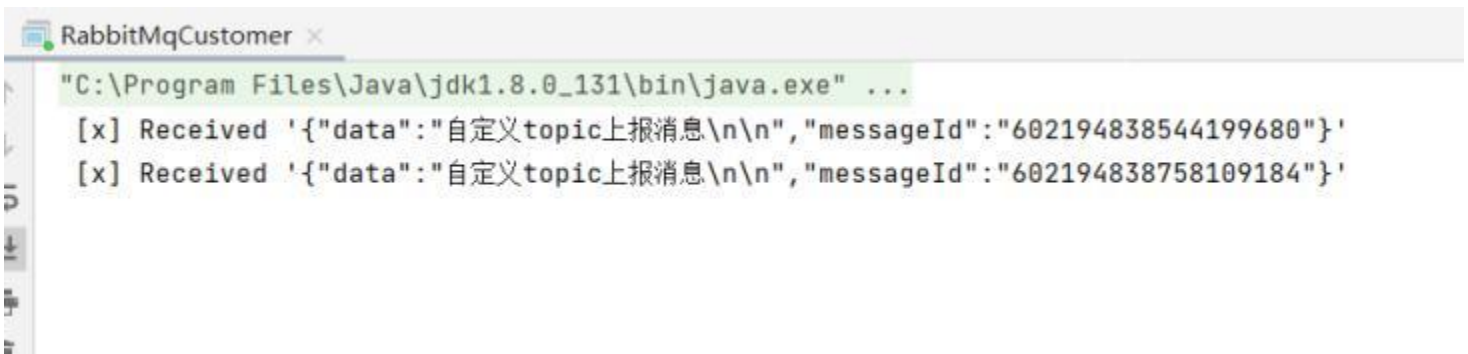 RabbitMqCustomer
"C:\Program Files\Java\jdk1.8.0_131\bin\java.exe" ...
[x] Received '{"data":"自定义topic上报消息\n\n","messageId":"602194838544199680"}'
[x] Received '{"data":"自定义topic上报消息\n\n","messageId":"602194838758109184"}'